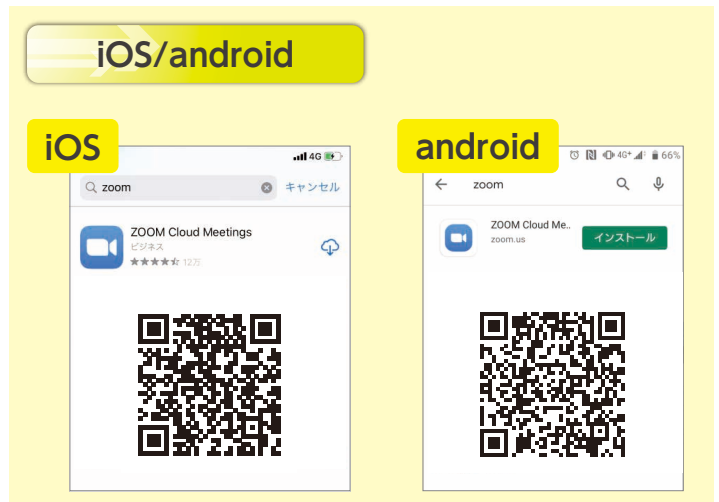 iOS/android
iOS
4G
zoom
キャンセル
ZOOM Cloud Meetings
ビジネス
12万
android
4G+
66%
zoom
ZOOM Cloud Me..
zoom.us
インストール